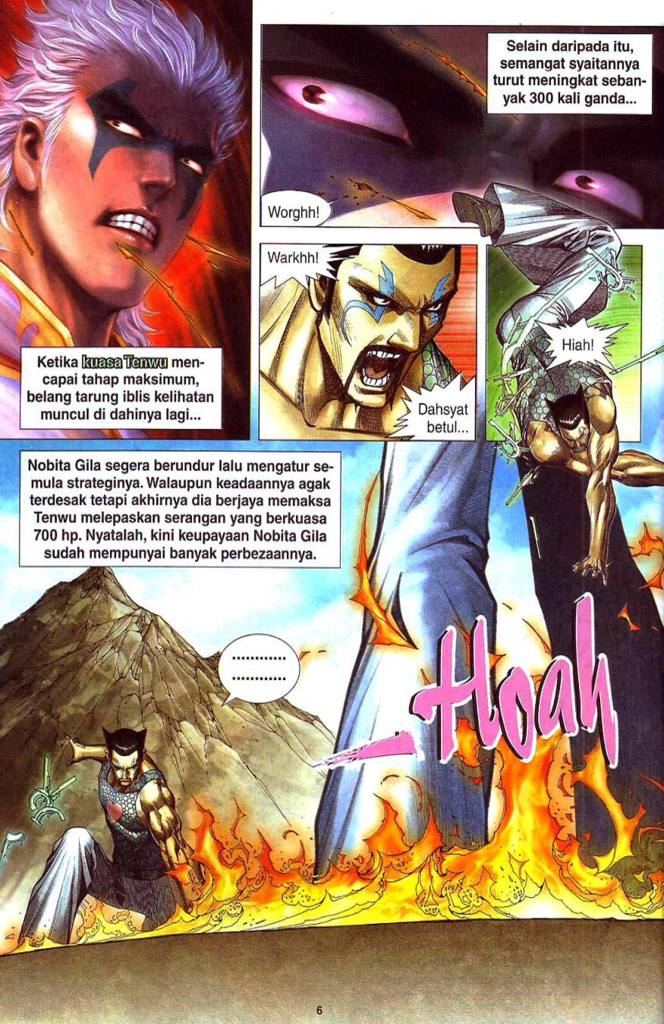 Ketika kuasa Tenwu men-
capai tahap maksimum,
belang tarung iblis kelihatan
muncul di dahinya lagi...
Selain daripada itu,
semangat syaitannya
turut meningkat seban-
yak 300 kali ganda...
Worghh!
Warkhh!
Dahsyat
betul...
Hiah!
Nobita Gila segera berundur lalu mengatur se-
mula strateginya. Walaupun keadaannya agak
terdesak tetapi akhirnya dia berjaya memaksa
Tenwu melepaskan serangan yang berkuasa
700 hp. Nyatalah, kini keupayaan Nobita Gila
sudah mempunyai banyak perbezaannya.
............
............
Hoah
6